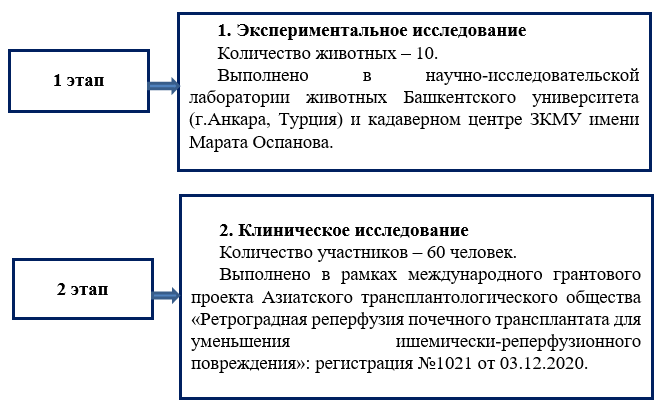 1 этап
1. Экспериментальное исследование
Количество животных – 10.
Выполнено в научно-исследовательской
лаборатории животных Башкентского университета
(г.Анкара, Турция) и кадаверном центре ЗКМУ имени
Марата Оспанова.
2 этап
2. Клиническое исследование
Количество участников – 60 человек.
Выполнено в рамках международного грантового
проекта Азиатского трансплантологического общества
«Ретроградная реперфузия почечного трансплантата для
уменьшения ишемически-реперфузионного
повреждения»: регистрация №1021 от 03.12.2020.